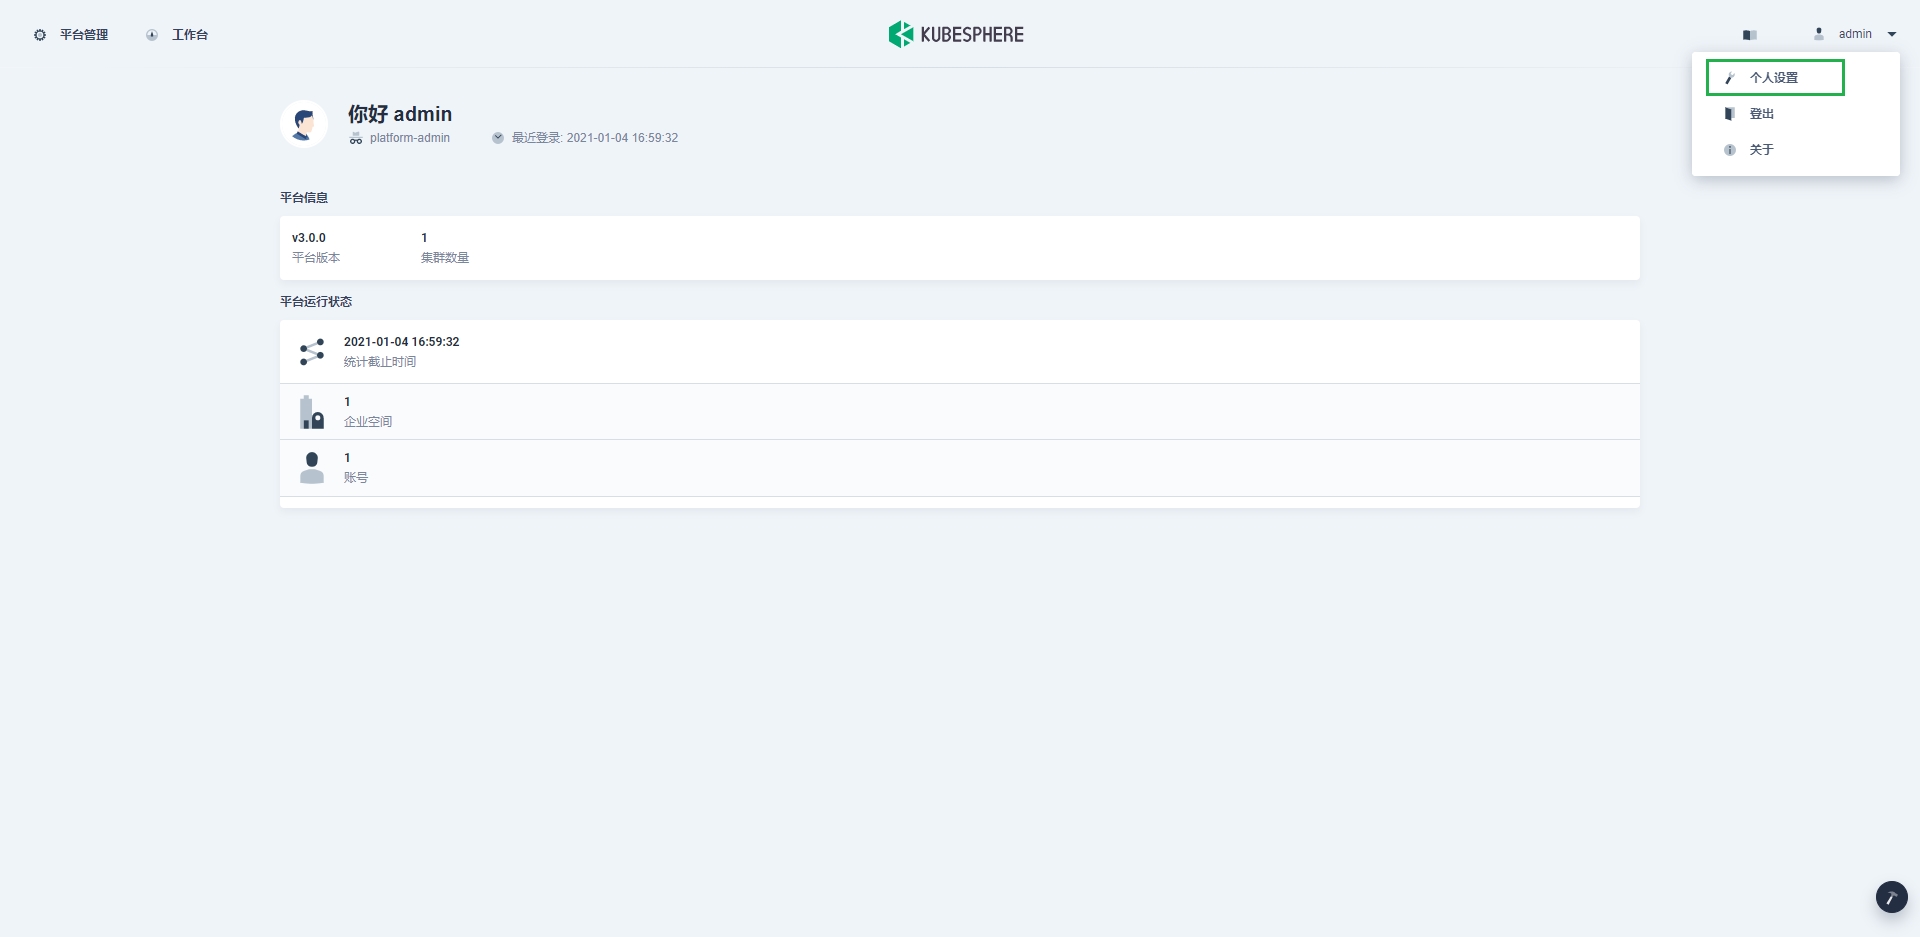 平台管理
工作台
KUBESPHERE
admin
个人设置
登出
关于
你好 admin
platform-admin
最近登录: 2021-01-04 16:59:32
平台信息
v3.0.0
平台版本
1
集群数量
平台运行状态
2021-01-04 16:59:32
统计截止时间
1
企业空间
1
账号